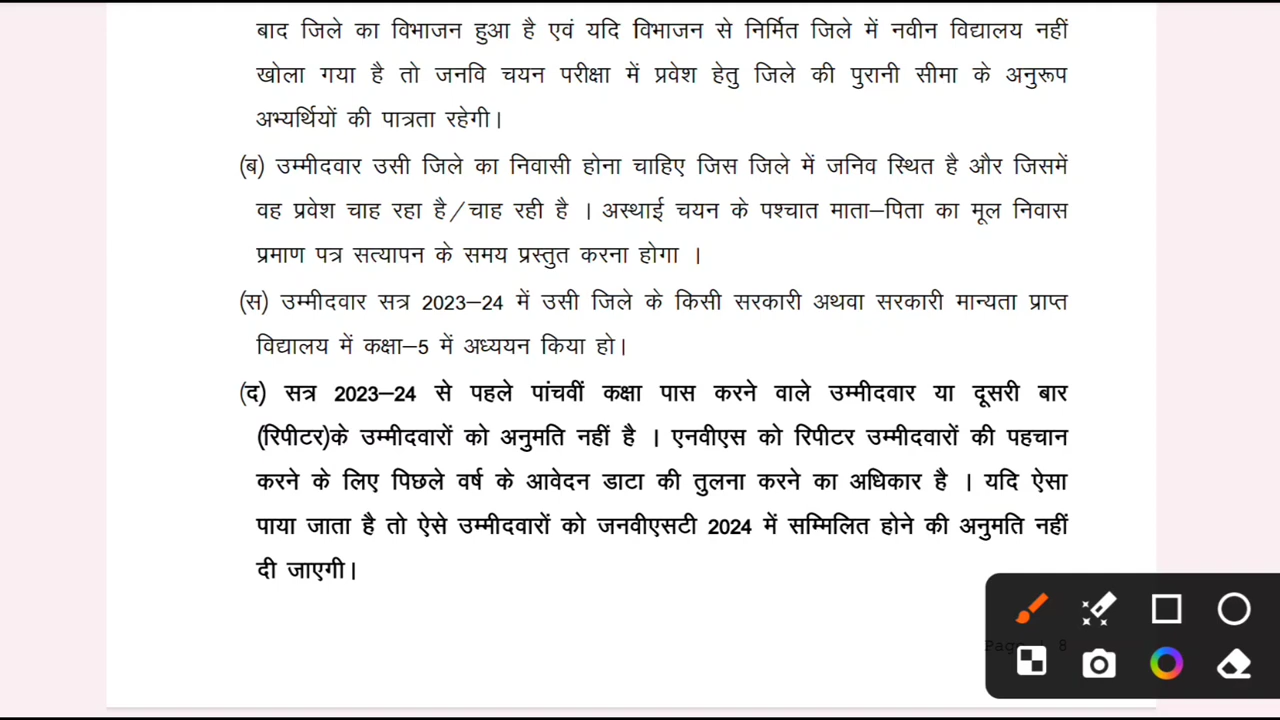 बाद जिले का विभाजन हुआ है एवं यदि विभाजन से निर्मित जिले में नवीन विद्यालय नहीं
खोला गया है तो जनवि चयन परीक्षा में प्रवेश हेतु जिले की पुरानी सीमा के अनुरूप
अभ्यर्थियों की पात्रता रहेगी।
(ब) उम्मीदवार उसी जिले का निवासी होना चाहिए जिस जिले में जनिव स्थित है और जिसमें
वह प्रवेश चाह रहा है/चाह रही है । अस्थाई चयन के पश्चात माता–पिता का मूल निवास
प्रमाण पत्र सत्यापन के समय प्रस्तुत करना होगा ।
(स) उम्मीदवार सत्र 2023–24 में उसी जिले के किसी सरकारी अथवा सरकारी मान्यता प्राप्त
विद्यालय में कक्षा–5 में अध्ययन किया हो।
(द) सत्र 2023–24 से पहले पांचवीं कक्षा पास करने वाले उम्मीदवार या दूसरी बार
(रिपीटर)के उम्मीदवारों को अनुमति नहीं है । एनवीएस को रिपीटर उम्मीदवारों की पहचान
करने के लिए पिछले वर्ष के आवेदन डाटा की तुलना करने का अधिकार है । यदि ऐसा
पाया जाता है तो ऐसे उम्मीदवारों को जनवीएसटी 2024 में सम्मिलित होने की अनुमति नहीं
दी जाएगी।
8